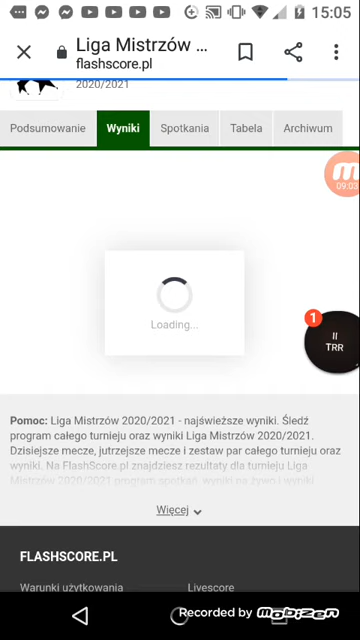 15:05
Liga Mistrzów ...
flashscore.pl
2020/2021
Podsumowanie
Wyniki
Spotkania
Tabela
Archiwum
09:03
Loading...
1
II
TRR
Pomoc: Liga Mistrzów 2020/2021 - najświeższe wyniki. Śledź
program całego turnieju oraz wyniki Liga Mistrzów 2020/2021.
Dzisiejsze mecze, jutrzejsze mecze i zestaw par całego turnieju oraz
wyniki. Na FlashScore.pl znajdziesz rezultaty dla turnieju Liga
Mistrzów 2020/2021 program spotkań, wyniki na żywo i wyniki
Więcej
FLASHSCORE.PL
Warunki użytkowania
Livescore
Recorded by mobizen